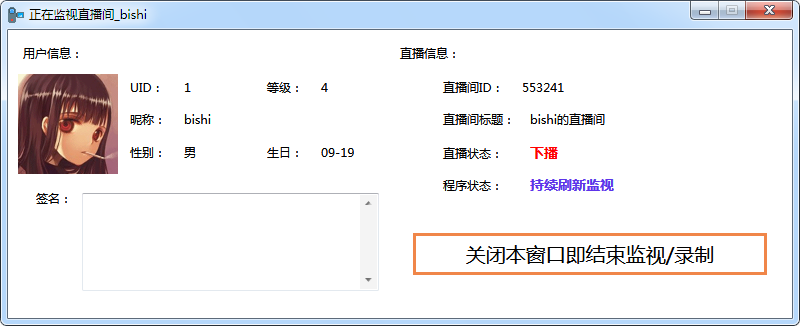 正在监视直播间_bishi
用户信息：
UID： 1 等级： 4
昵称： bishi
性别： 男 生日： 09-19
签名：
直播信息：
直播间ID： 553241
直播间标题： bishi的直播间
直播状态： 下播
程序状态： 持续刷新监视
关闭本窗口即结束监视/录制